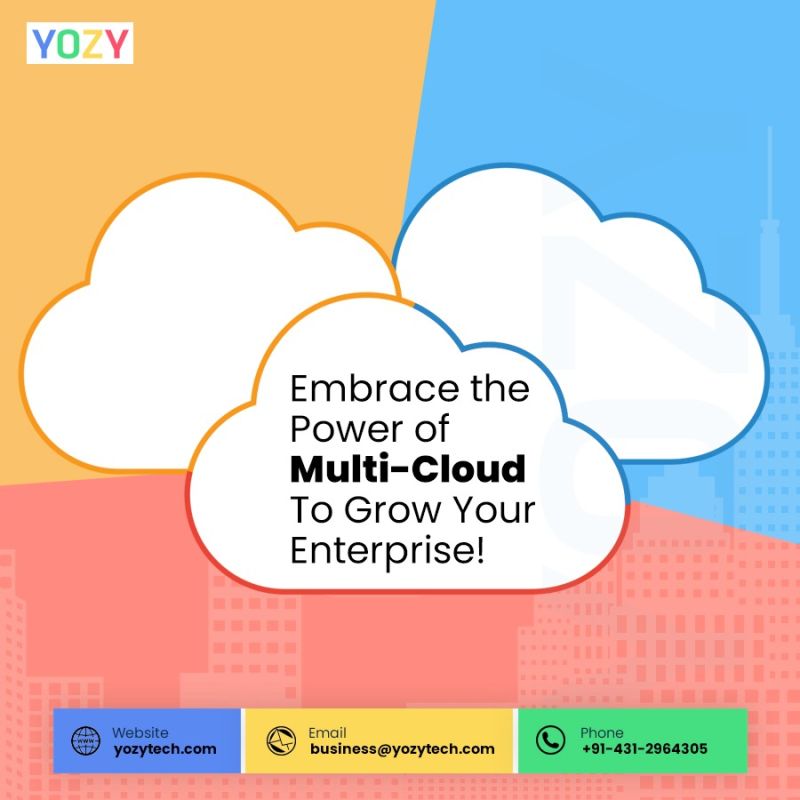 YOZY
Embrace the
Power of
Multi-Cloud
To Grow Your
Enterprise!
Website
yozytech.com
Email
business@yozytech.com
Phone
+91-431-2964305